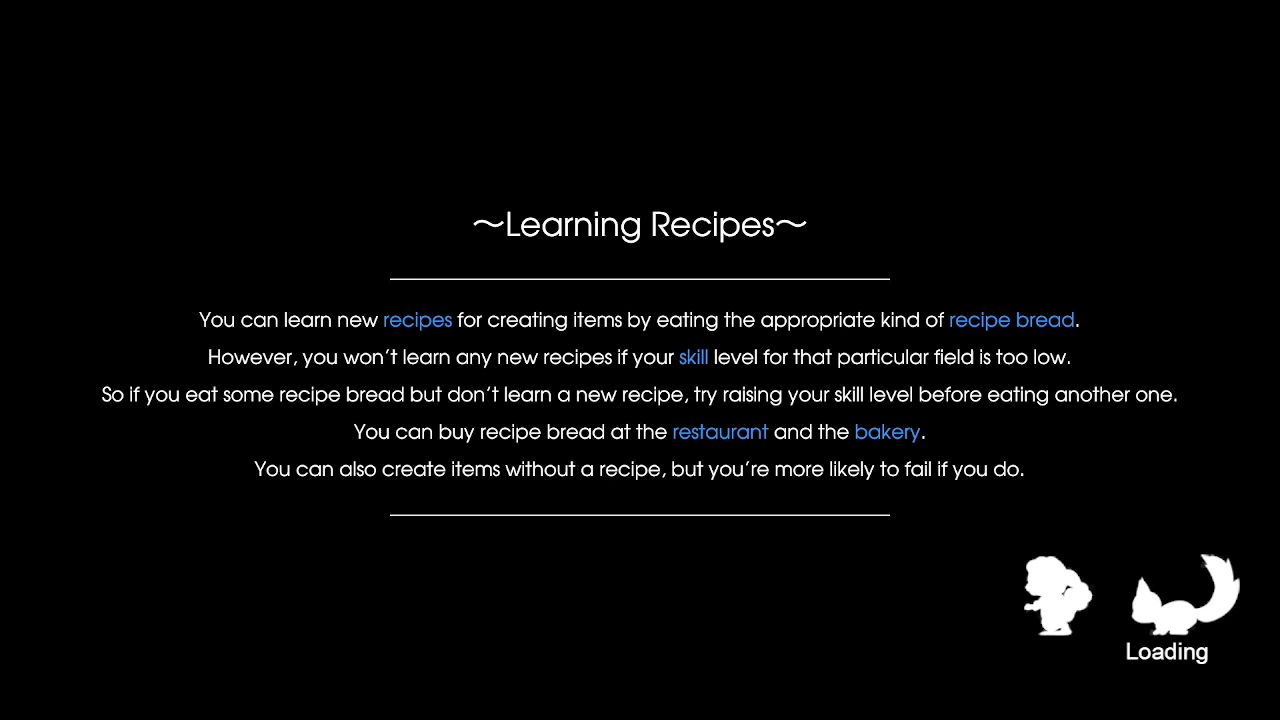 ～Learning Recipes～
You can learn new recipes for creating items by eating the appropriate kind of recipe bread.
However, you won't learn any new recipes if your skill level for that particular field is too low.
So if you eat some recipe bread but don't learn a new recipe, try raising your skill level before eating another one.
You can buy recipe bread at the restaurant and the bakery.
You can also create items without a recipe, but you're more likely to fail if you do.
Loading